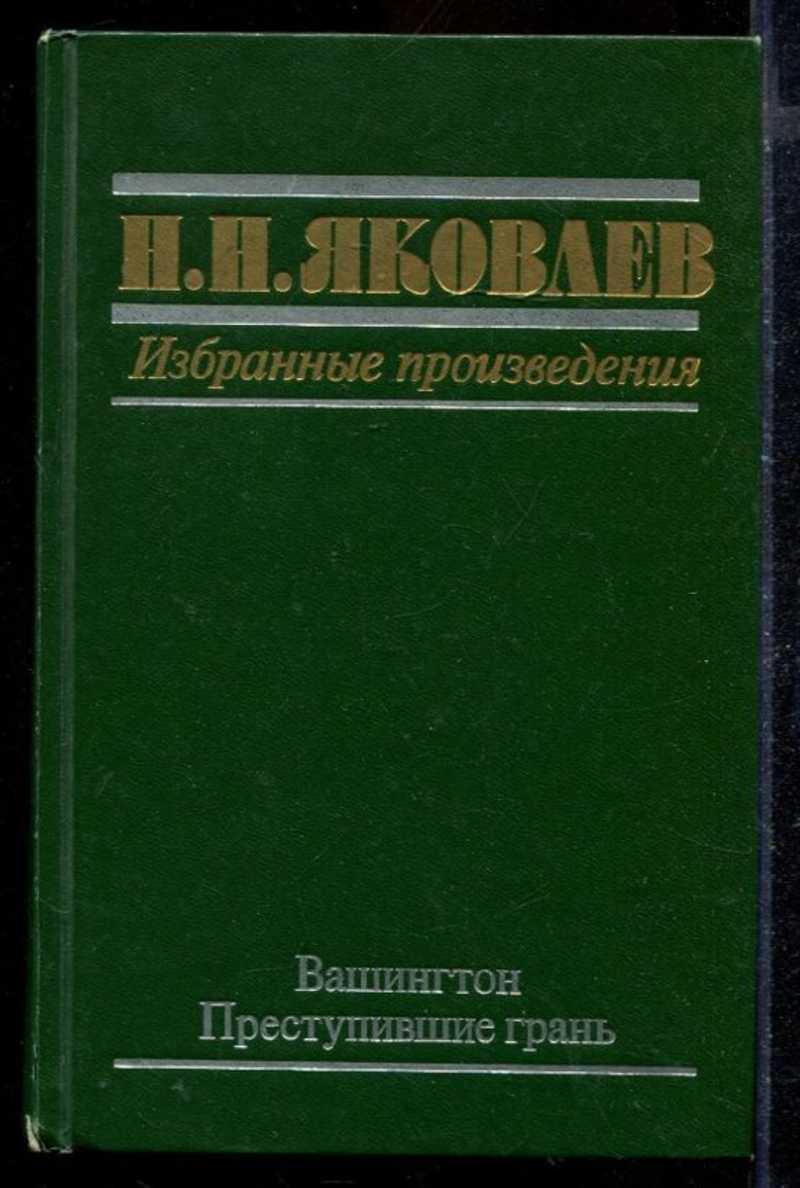 Н.Н.ЯКОВЛЕВ
Избранные произведения
Вашингтон
Преступившие грань